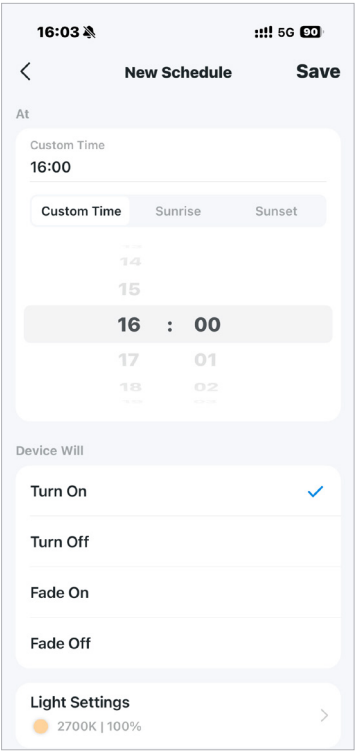 16:03 5G 90
New Schedule Save
At
Custom Time
16:00
Custom Time Sunrise Sunset
14
15
16 : 00
17 01
18 02
Device Will
Turn On
Turn Off
Fade On
Fade Off
Light Settings
2700K | 100%